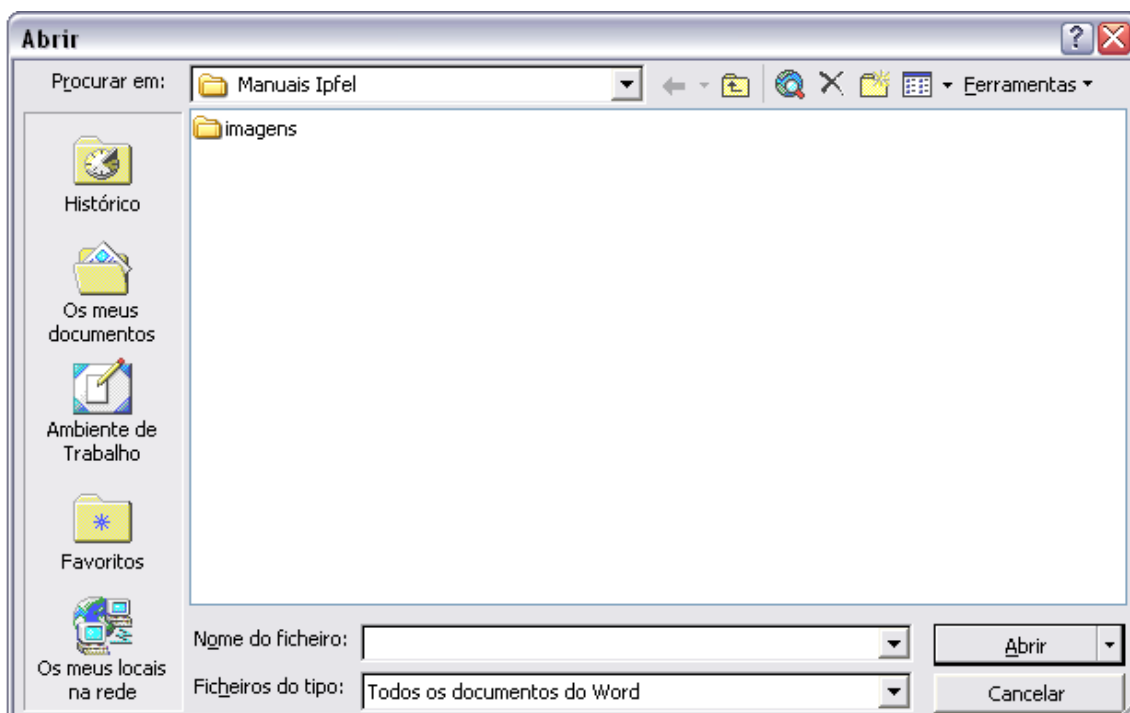 Abrir
Procurar em:
Manuais Ipfel
Ferramentas
imagens
Histórico
Os meus
documentos
Ambiente de
Trabalho
Favoritos
Os meus locais
na rede
Nome do ficheiro:
Abrir
Ficheiros do tipo:
Todos os documentos do Word
Cancelar